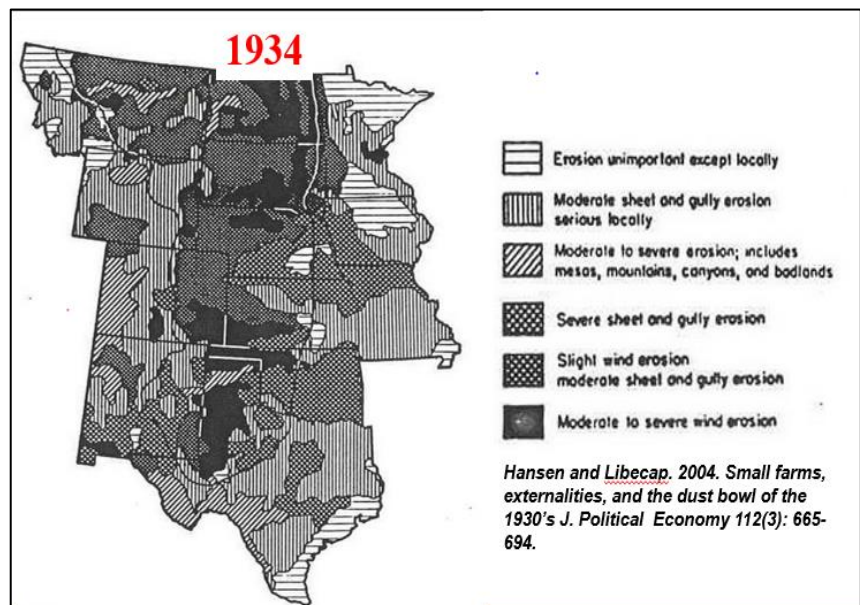 1934
Erosion unimportant except locally
Moderate sheet and gully erosion
serious locally
Moderate to severe erosion; includes
mesas, mountains, canyons, and badlands
Severe sheet and gully erosion
Slight wind erosion
moderate sheet and gully erosion
Moderate to severe wind erosion
Hansen and Libecap. 2004. Small farms,
externalities, and the dust bowl of the
1930’s J. Political Economy 112(3): 665-
694.